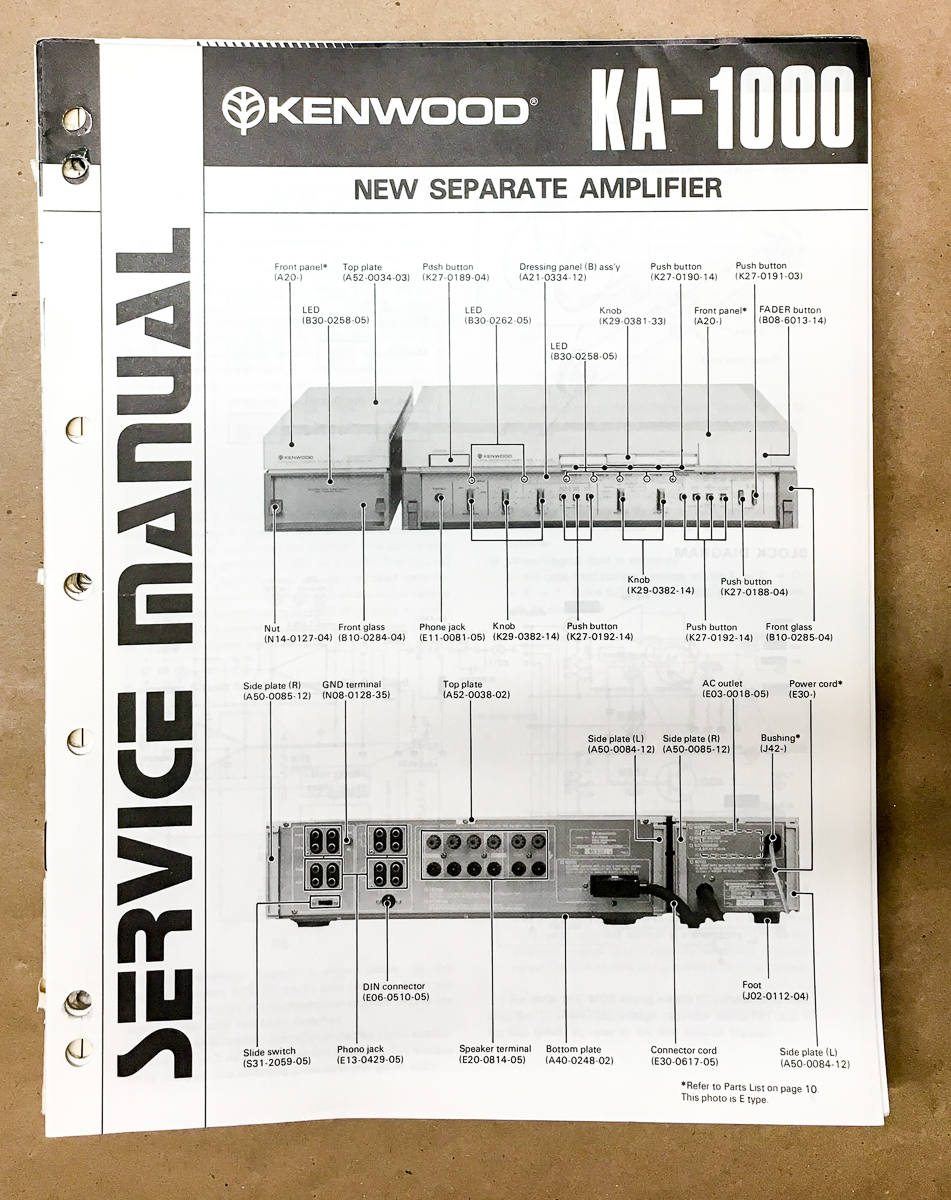 KENWOOD® KA-1000
NEW SEPARATE AMPLIFIER
SERVICE MANUAL
Front panel*
(A20-)
Top plate
(A52-0034-03)
Push button
(K27-0189-04)
Dressing panel (B) ass'y
(A21-0334-12)
Push button
(K27-0190-14)
Push button
(K27-0191-03)
LED
(B30-0258-05)
LED
(B30-0262-05)
Knob
(K29-0381-33)
Front panel*
(A20-)
FADER button
(B08-6013-14)
LED
(B30-0258-05)
KENWOOD
KENWOOD
Knob
(K29-0382-14)
Push button
(K27-0188-04)
Nut
(N14-0127-04)
Front glass
(B10-0284-04)
Phone jack
(E11-0081-05)
Knob
(K29-0382-14)
Push button
(K27-0192-14)
Push button
(K27-0192-14)
Front glass
(B10-0285-04)
Side plate (R)
(A50-0085-12)
GND terminal
(N08-0128-35)
Top plate
(A52-0038-02)
AC outlet
(E03-0018-05)
Power cord*
(E30-)
Side plate (L)
(A50-0084-12)
Side plate (R)
(A50-0085-12)
Bushing*
(J42-)
DIN connector
(E06-0510-05)
Foot
(J02-0112-04)
Slide switch
(S31-2059-05)
Phono jack
(E13-0429-05)
Speaker terminal
(E20-0814-05)
Bottom plate
(A40-0248-02)
Connector cord
(E30-0617-05)
Side plate (L)
(A50-0084-12)
*Refer to Parts List on page 10.
This photo is E type.